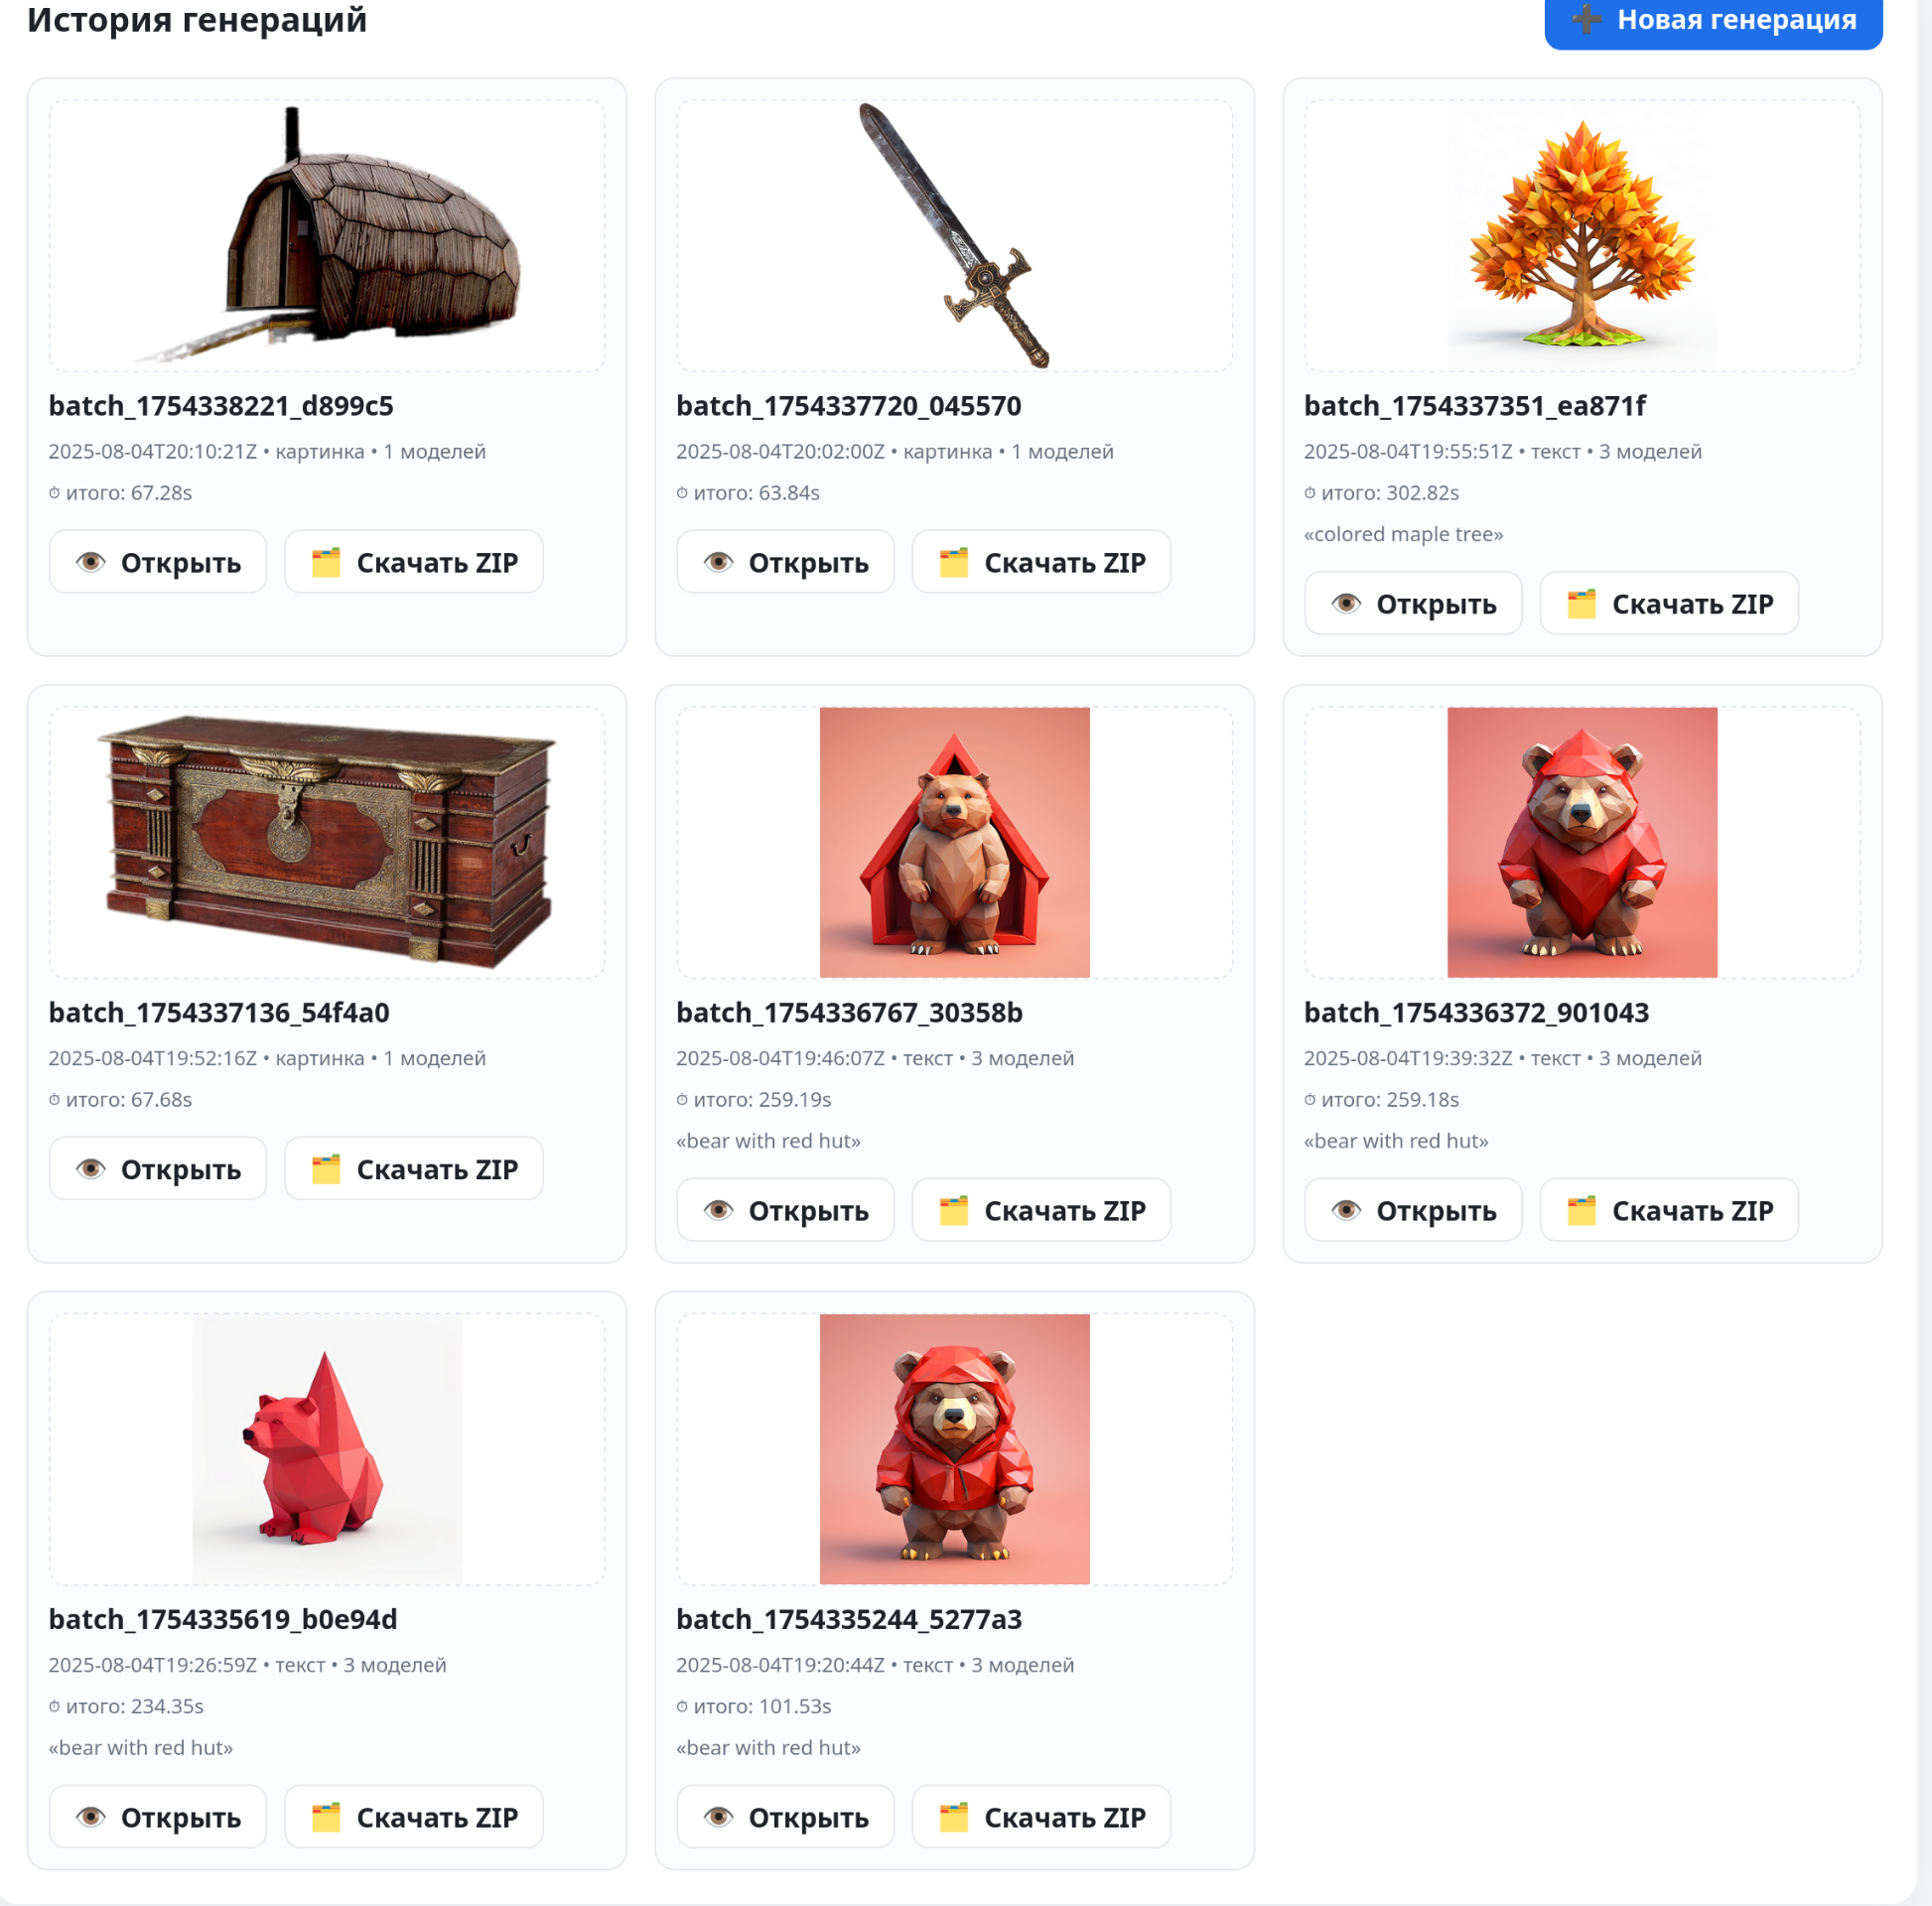 История генераций
➕ Новая генерация
batch_1754338221_d899c5
2025-08-04T20:10:21Z • картинка • 1 моделей
⏱ итого: 67.28s
👁️ Открыть
🗂️ Скачать ZIP
batch_1754337720_045570
2025-08-04T20:02:00Z • картинка • 1 моделей
⏱ итого: 63.84s
👁️ Открыть
🗂️ Скачать ZIP
batch_1754337351_ea871f
2025-08-04T19:55:51Z • текст • 3 моделей
⏱ итого: 302.82s
«colored maple tree»
👁️ Открыть
🗂️ Скачать ZIP
batch_1754337136_54f4a0
2025-08-04T19:52:16Z • картинка • 1 моделей
⏱ итого: 67.68s
👁️ Открыть
🗂️ Скачать ZIP
batch_1754336767_30358b
2025-08-04T19:46:07Z • текст • 3 моделей
⏱ итого: 259.19s
«bear with red hut»
👁️ Открыть
🗂️ Скачать ZIP
batch_1754336372_901043
2025-08-04T19:39:32Z • текст • 3 моделей
⏱ итого: 259.18s
«bear with red hut»
👁️ Открыть
🗂️ Скачать ZIP
batch_1754335619_b0e94d
2025-08-04T19:26:59Z • текст • 3 моделей
⏱ итого: 234.35s
«bear with red hut»
👁️ Открыть
🗂️ Скачать ZIP
batch_1754335244_5277a3
2025-08-04T19:20:44Z • текст • 3 моделей
⏱ итого: 101.53s
«bear with red hut»
👁️ Открыть
🗂️ Скачать ZIP